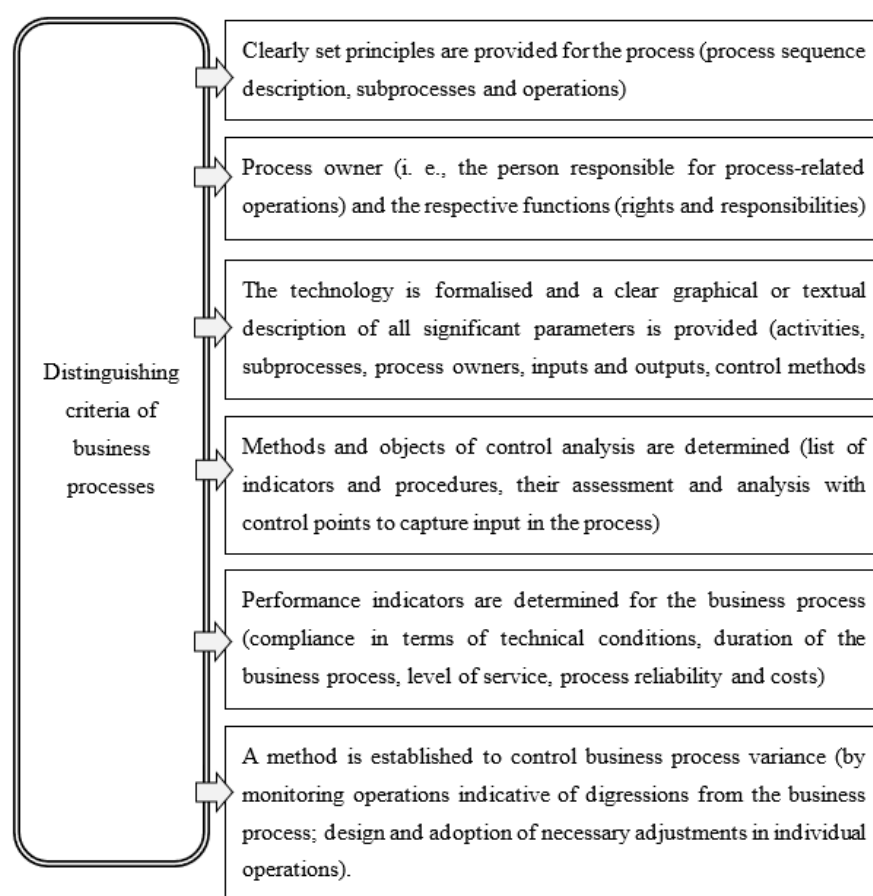 Clearly set principles are provided for the process (process sequence
description, subprocesses and operations)
Process owner (i. e., the person responsible for process-related
operations) and the respective functions (rights and responsibilities)
The technology is formalised and a clear graphical or textual
description of all significant parameters is provided (activities,
subprocesses, process owners, inputs and outputs, control methods
Distinguishing
criteria of
business
processes
Methods and objects of control analysis are determined (list of
indicators and procedures, their assessment and analysis with
control points to capture input in the process)
Performance indicators are determined for the business process
(compliance in terms of technical conditions, duration of the
business process, level of service, process reliability and costs)
A method is established to control business process variance (by
monitoring operations indicative of digressions from the business
process; design and adoption of necessary adjustments in individual
operations).